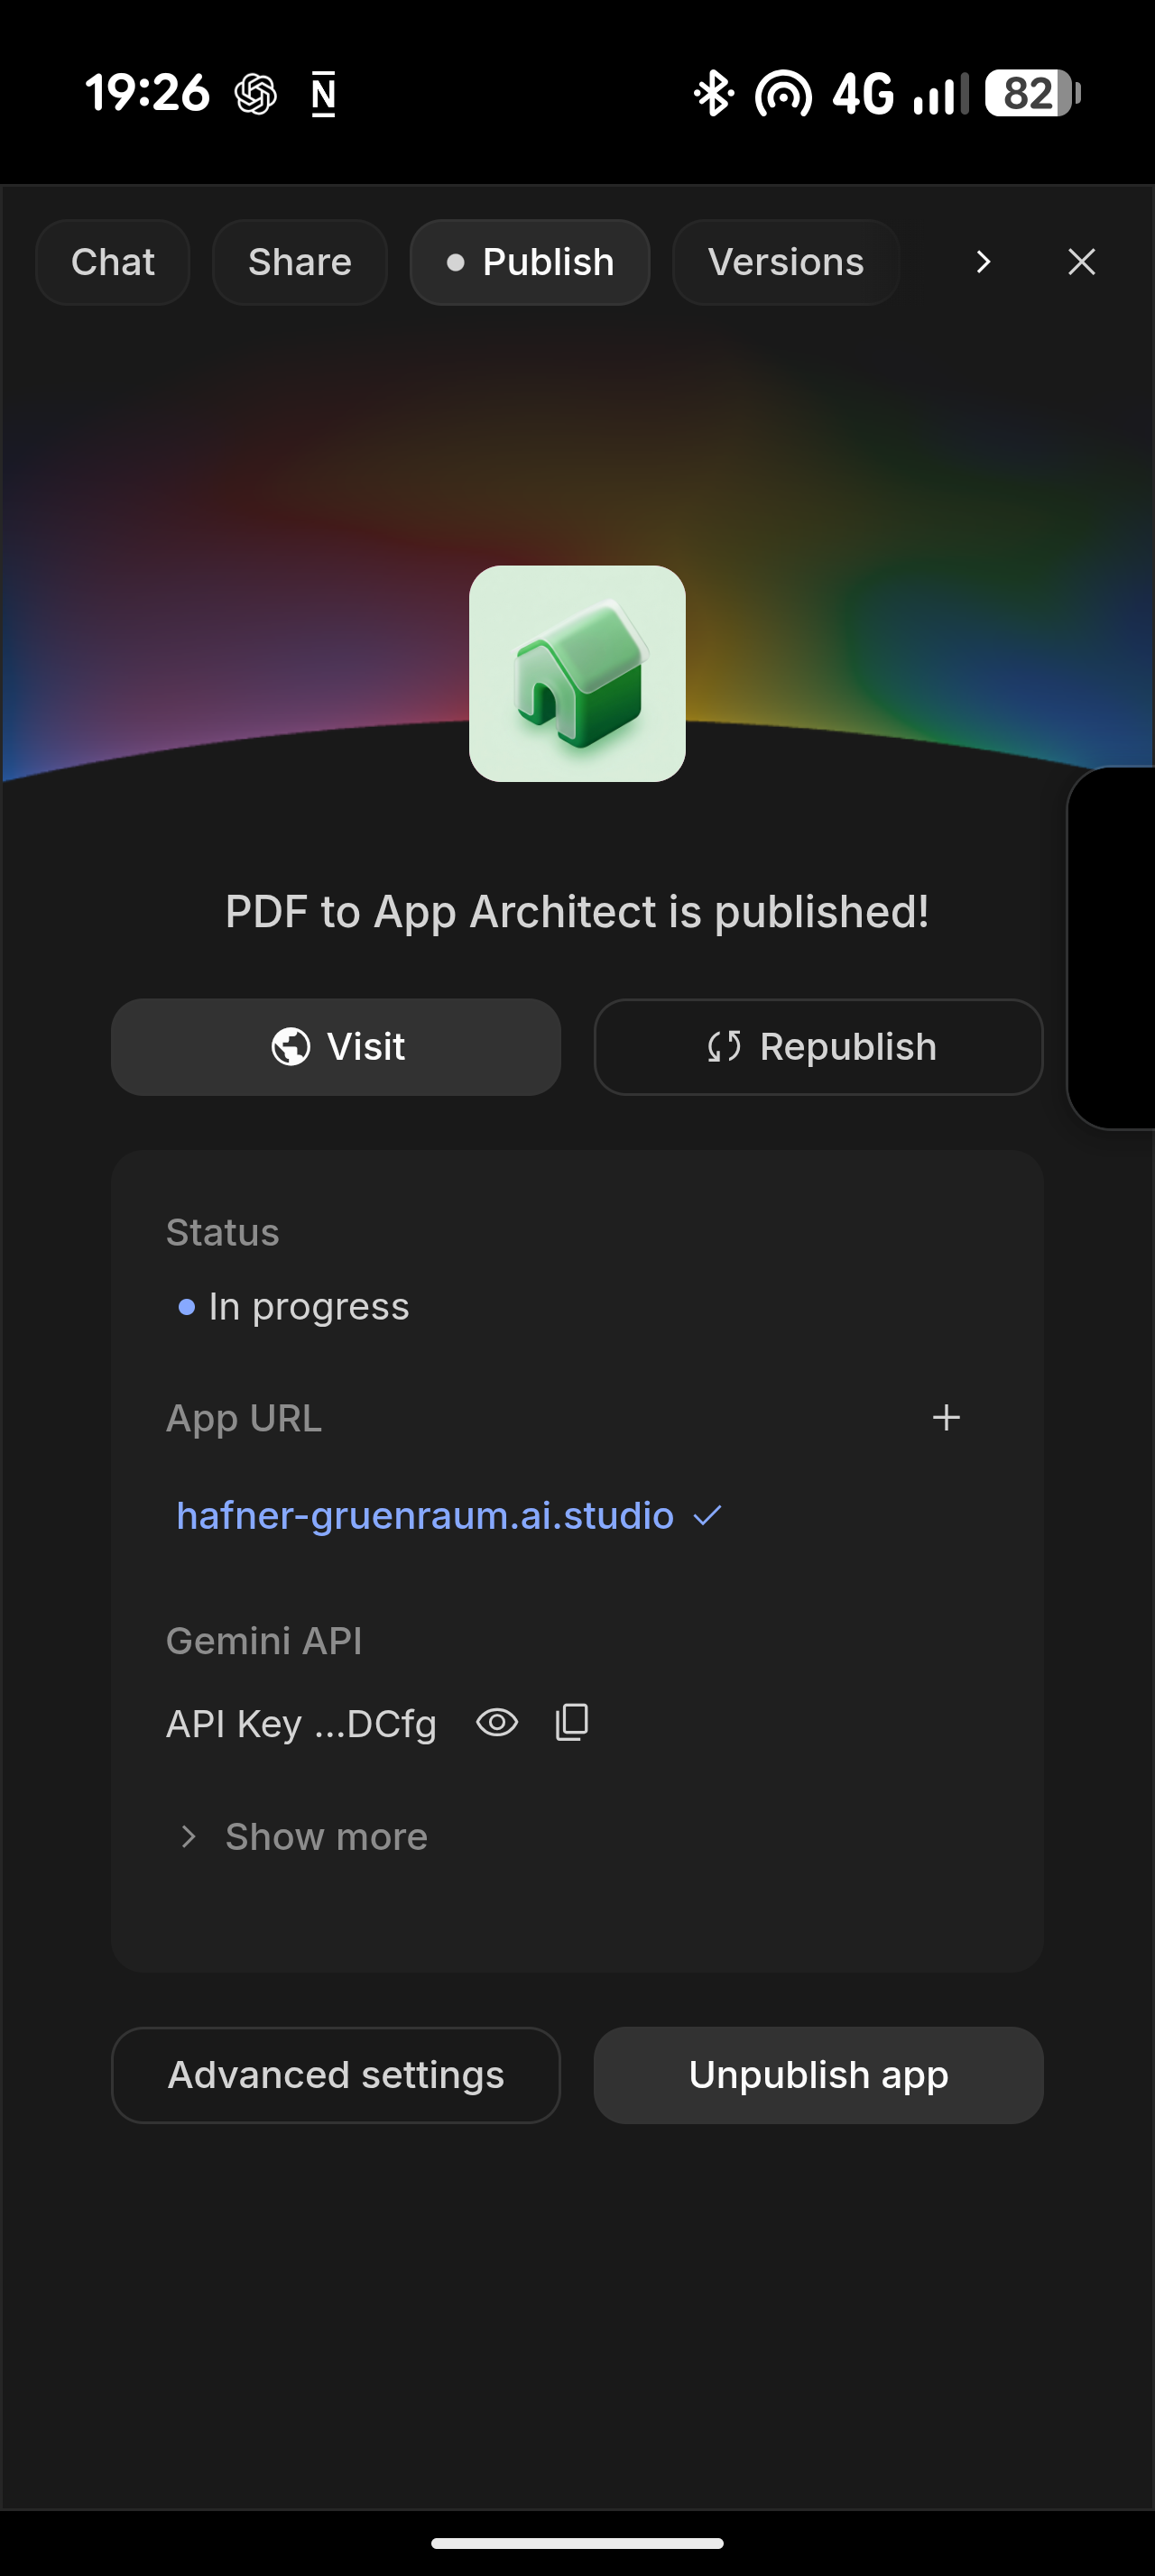 19:26 N 4G 82
Chat Share Publish Versions
PDF to App Architect is published!
Visit Republish
Status
In progress
App URL
hafner-gruenraum.ai.studio
Gemini API
API Key ...DCfg
Show more
Advanced settings Unpublish app